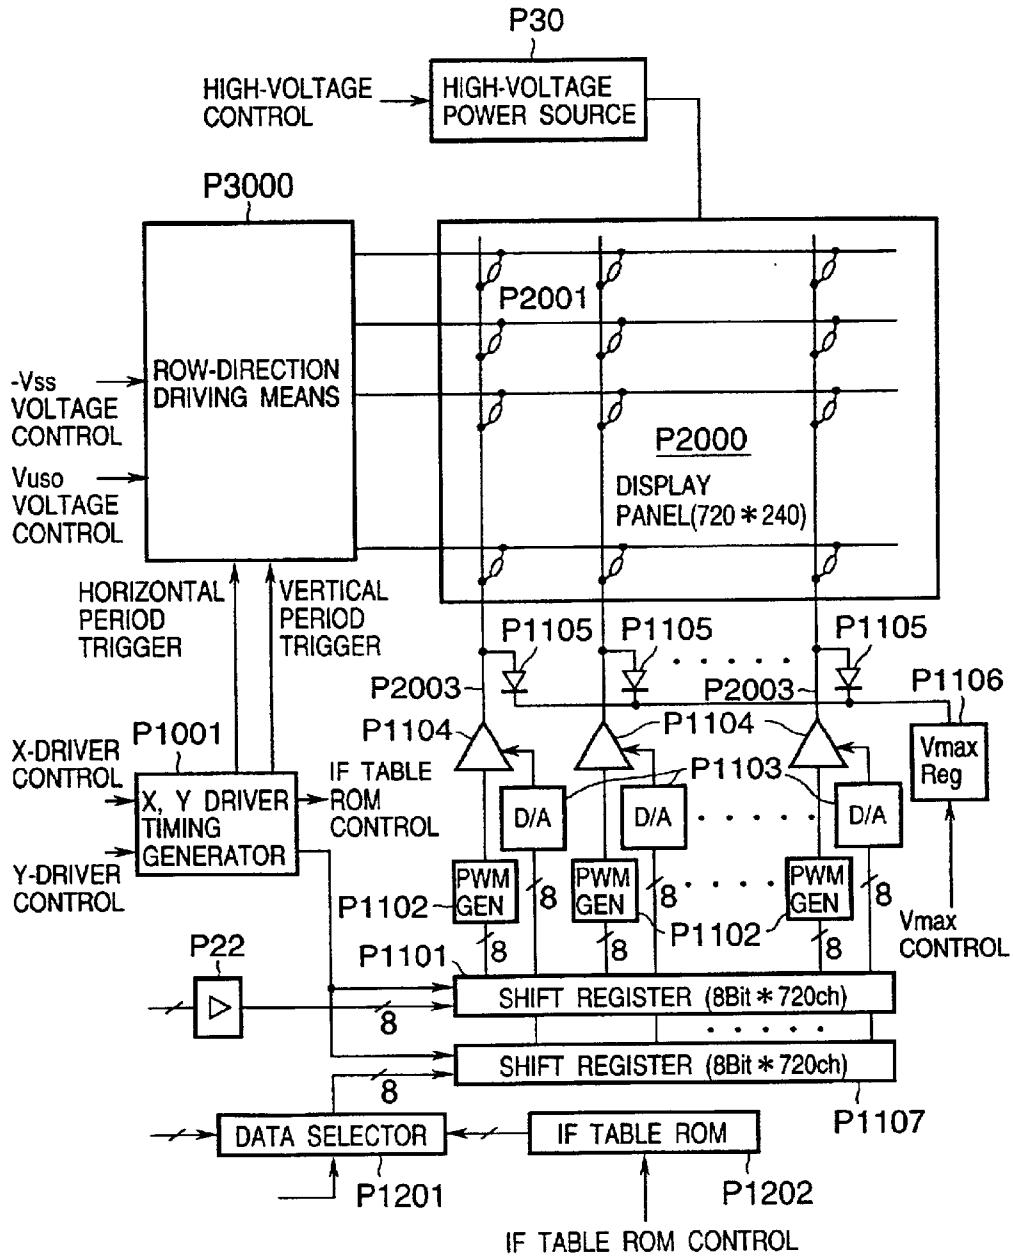 P30
HIGH-VOLTAGE
CONTROL
HIGH-VOLTAGE
POWER SOURCE
P3000
P2001
ROW-DIRECTION
DRIVING MEANS
-Vss
VOLTAGE
CONTROL
P2000
Vuso
VOLTAGE
CONTROL
DISPLAY
PANEL(720*240)
HORIZONTAL
PERIOD
TRIGGER
VERTICAL
PERIOD
TRIGGER
P1105
P1105
P1105
P2003
P2003
P1106
P1001
P1104
P1104
Vmax
Reg
X-DRIVER
CONTROL
IF TABLE
ROM
CONTROL
P1103
X, Y DRIVER
TIMING
GENERATOR
D/A
D/A
D/A
Y-DRIVER
CONTROL
PWM
GEN
PWM
GEN
PWM
GEN
8
8
8
P1102
P1102
Vmax
CONTROL
P22
P1101
8
8
8
SHIFT REGISTER (8Bit*720ch)
8
SHIFT REGISTER (8Bit*720ch)
8
P1107
DATA SELECTOR
IF TABLE ROM
P1201
P1202
IF TABLE ROM CONTROL